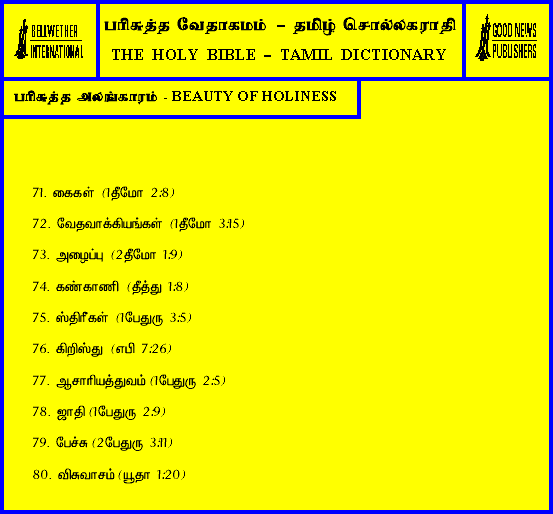 BELLWETHER
INTERNATIONAL
பரிசுத்த வேதாகமம் – தமிழ் சொல்லகராதி
THE HOLY BIBLE – TAMIL DICTIONARY
GOOD NEWS
PUBLISHERS
பரிசுத்த அலங்காரம் - BEAUTY OF HOLINESS
71. கைகள் (1தீமோ 2:8)
72. வேதவாக்கியங்கள் (1தீமோ 3:15)
73. அழைப்பு (2தீமோ 1:9)
74. கண்காணி (தீத்து 1:8)
75. ஸ்திரீகள் (1பேதுரு 3:5)
76. கிறிஸ்து (எபி 7:26)
77. ஆசாரியத்துவம் (1பேதுரு 2:5)
78. ஜாதி (1பேதுரு 2:9)
79. பேச்சு (2பேதுரு 3:11)
80. விசுவாசம் (யூதா 1:20)